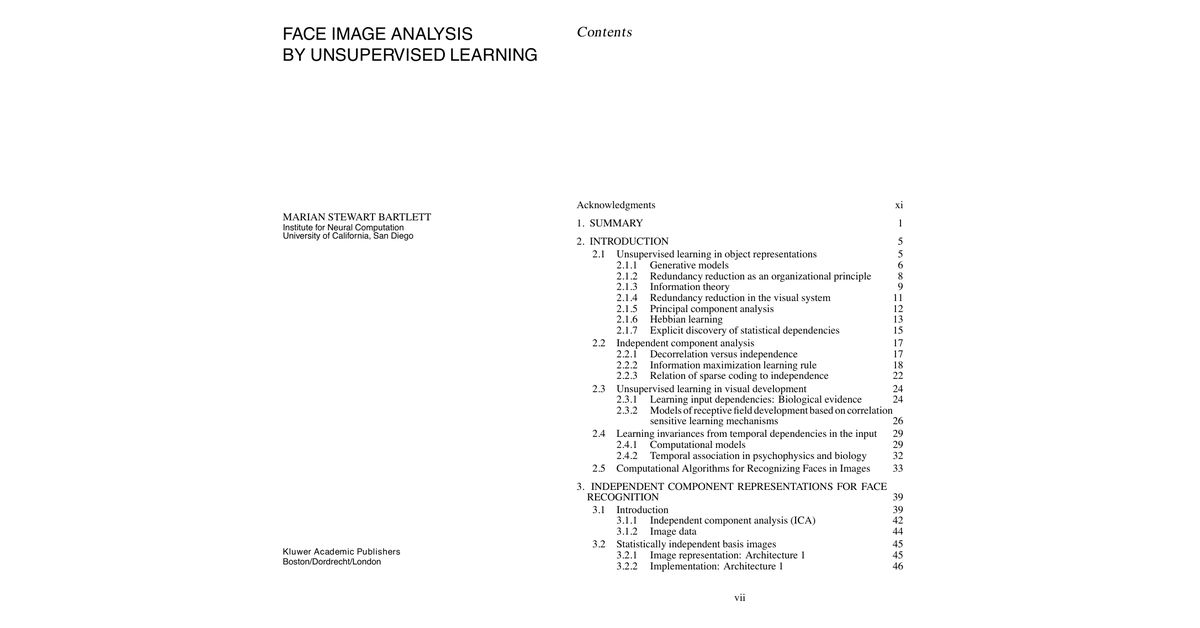 FACE IMAGE ANALYSIS
BY UNSUPERVISED LEARNING
MARIAN STEWART BARTLETT
Institute for Neural Computation
University of California, San Diego
Kluwer Academic Publishers
Boston/Dordrecht/London
Contents
Acknowledgments xi
1. SUMMARY 1
2. INTRODUCTION 5
2.1 Unsupervised learning in object representations 5
2.1.1 Generative models 6
2.1.2 Redundancy reduction as an organizational principle 8
2.1.3 Information theory 9
2.1.4 Redundancy reduction in the visual system 11
2.1.5 Principal component analysis 12
2.1.6 Hebbian learning 13
2.1.7 Explicit discovery of statistical dependencies 15
2.2 Independent component analysis 17
2.2.1 Decorrelation versus independence 17
2.2.2 Information maximization learning rule 18
2.2.3 Relation of sparse coding to independence 22
2.3 Unsupervised learning in visual development 24
2.3.1 Learning input dependencies: Biological evidence 24
2.3.2 Models of receptive field development based on correlation
sensitive learning mechanisms 26
2.4 Learning invariances from temporal dependencies in the input 29
2.4.1 Computational models 29
2.4.2 Temporal association in psychophysics and biology 32
2.5 Computational Algorithms for Recognizing Faces in Images 33
3. INDEPENDENT COMPONENT REPRESENTATIONS FOR FACE
RECOGNITION 39
3.1 Introduction 39
3.1.1 Independent component analysis (ICA) 42
3.1.2 Image data 44
3.2 Statistically independent basis images 45
3.2.1 Image representation: Architecture 1 45
3.2.2 Implementation: Architecture 1 46
vii